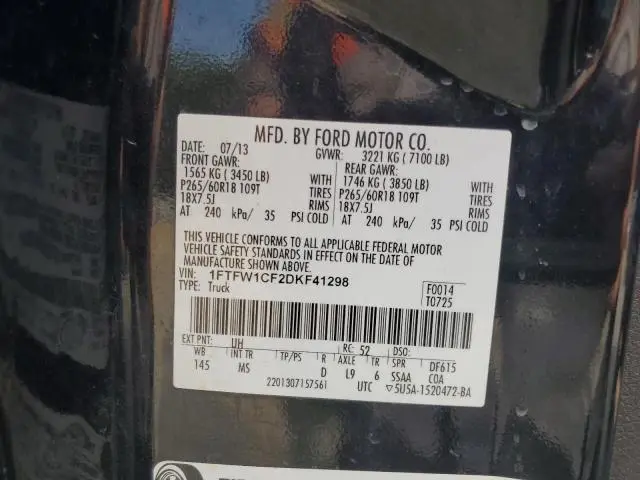 MFD. BY FORD MOTOR CO.
DATE: 07/13 GVWR: 3221 KG ( 7100 LB)
FRONT GAWR: REAR GAWR:
1565 KG ( 3450 LB) WITH 1746 KG ( 3850 LB) WITH
P265/60R18 109T TIRES P265/60R18 109T TIRES
18X7.5J RIMS 18X7.5J RIMS
AT 240 kPa/ 35 PSI COLD AT 240 kPa/ 35 PSI COLD
THIS VEHICLE CONFORMS TO ALL APPLICABLE FEDERAL MOTOR
VEHICLE SAFETY STANDARDS IN EFFECT ON THE DATE OF
MANUFACTURE SHOWN ABOVE.
VIN: 1FTFW1CF2DKF41298 F0014
TYPE: Truck T0725
EXT PNT: UH RC: 52 DSO:
WB INT TR TP/PS R AXLE TR SPR DF615
145 MS D L9 6 SSAA COA
2201307157561 UTC ▽5U5A-1520472-BA